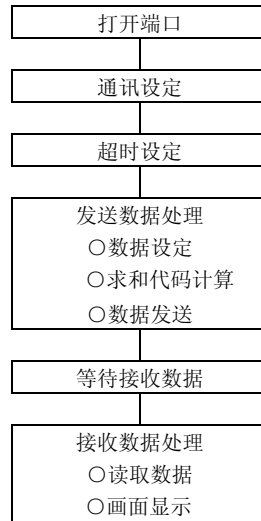 打开端口
通讯设定
超时设定
发送数据处理
○数据设定
○求和代码计算
○数据发送
等待接收数据
接收数据处理
○读取数据
○画面显示